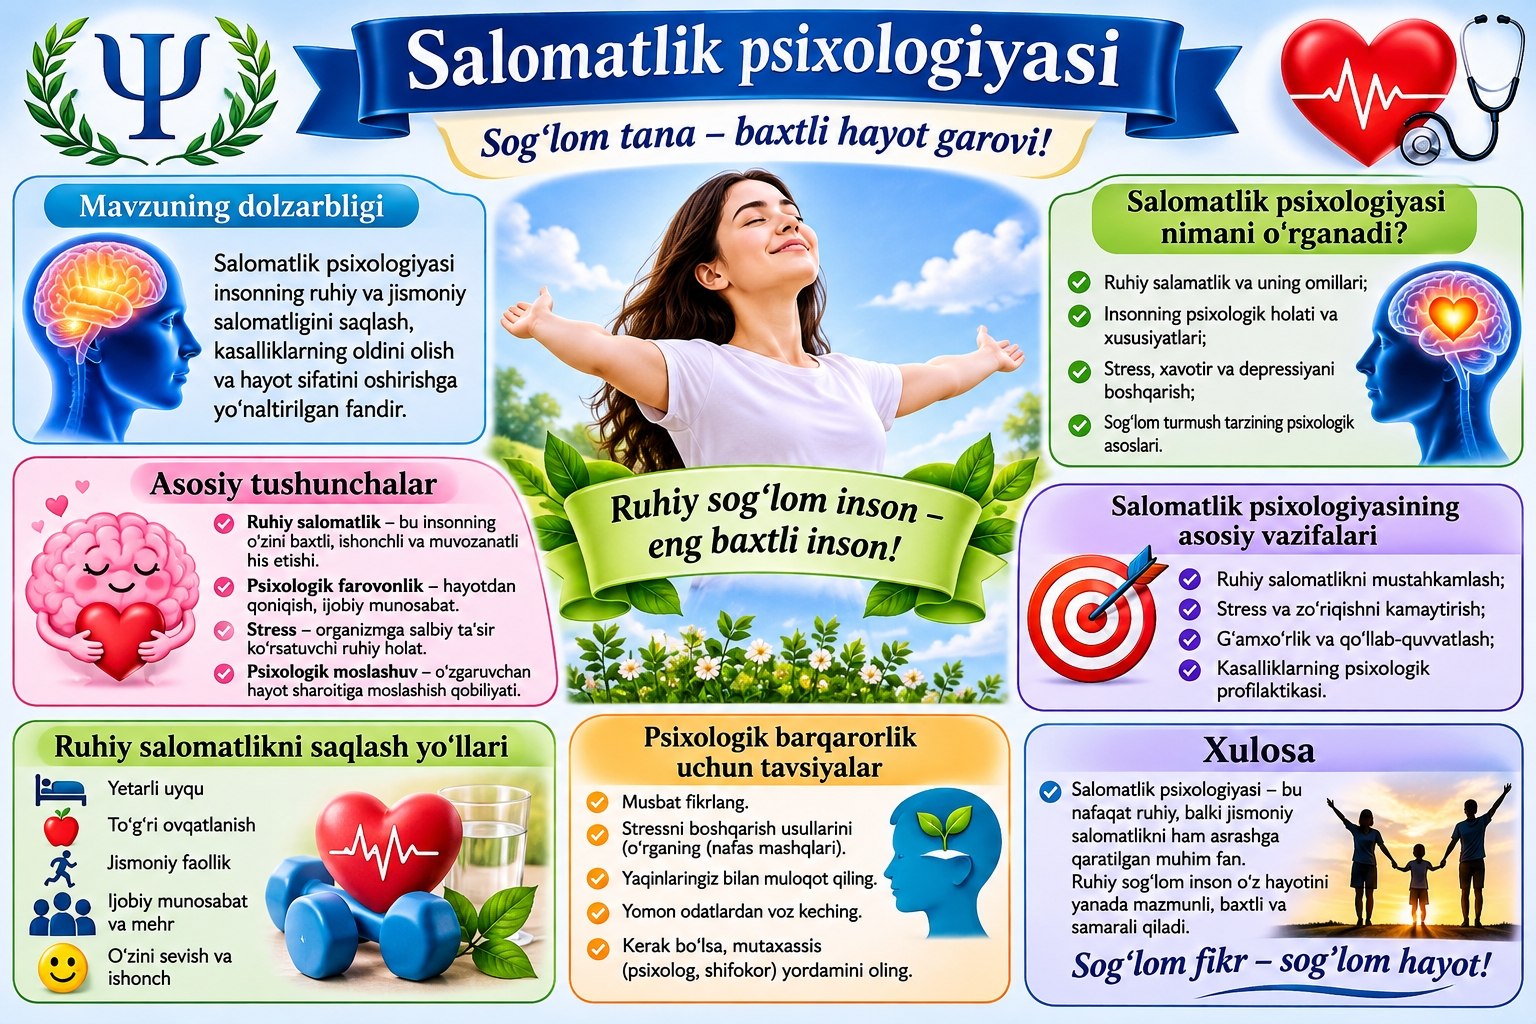 Ψ
Salomatlik psixologiyasi
Sog‘lom tana – baxtli hayot garovi!
Mavzuning dolzarbligi
Salomatlik psixologiyasi
insonning ruhiy va jismoniy
salomatligini saqlash,
kasalliklarning oldini olish
va hayot sifatini oshirishga
yo‘naltirilgan fandir.
Salomatlik psixologiyasi
nimani o‘rganadi?
Ruhiy salamatlik va uning omillari;
Insonning psixologik holati va
xususiyatlari;
Stress, xavotir va depressiyani
boshqarish;
Sog‘lom turmush tarzining psixologik
asoslari.
Asosiy tushunchalar
Ruhiy salomatlik – bu insonning
o‘zini baxtli, ishonchli va muvozanatli
his etishi.
Psixologik farovonlik – hayotdan
qoniqish, ijobiy munosabat.
Stress – organizmga salbiy ta’sir
ko‘rsatuvchi ruhiy holat.
Psixologik moslashuv – o‘zgaruvchan
hayot sharoitiga moslashish qobiliyati.
Ruhiy sog‘lom inson –
eng baxtli inson!
Salomatlik psixologiyasining
asosiy vazifalari
Ruhiy salomatlikni mustahkamlash;
Stress va zo‘riqishni kamaytirish;
G‘amxo‘rlik va qo‘llab-quvvatlash;
Kasalliklarning psixologik
profilaktikasi.
Ruhiy salomatlikni saqlash yo‘llari
Yetarli uyqu
To‘g‘ri ovqatlanish
Jismoniy faollik
Ijobiy munosabat
va mehr
O‘zini sevish va
ishonch
Psixologik barqarorlik
uchun tavsiyalar
Musbat fikrlang.
Stressni boshqarish usullarini
(o‘rganing (nafas mashqlari).
Yaqinlaringiz bilan muloqot qiling.
Yomon odatlardan voz keching.
Kerak bo‘lsa, mutaxassis
(psixolog, shifokor) yordamini oling.
Xulosa
Salomatlik psixologiyasi – bu
nafaqat ruhiy, balki jismoniy
salomatlikni ham asrashga
qaratilgan muhim fan.
Ruhiy sog‘lom inson o‘z hayotini
yanada mazmunli, baxtli va
samarali qiladi.
Sog‘lom fikr – sog’lom hayot!